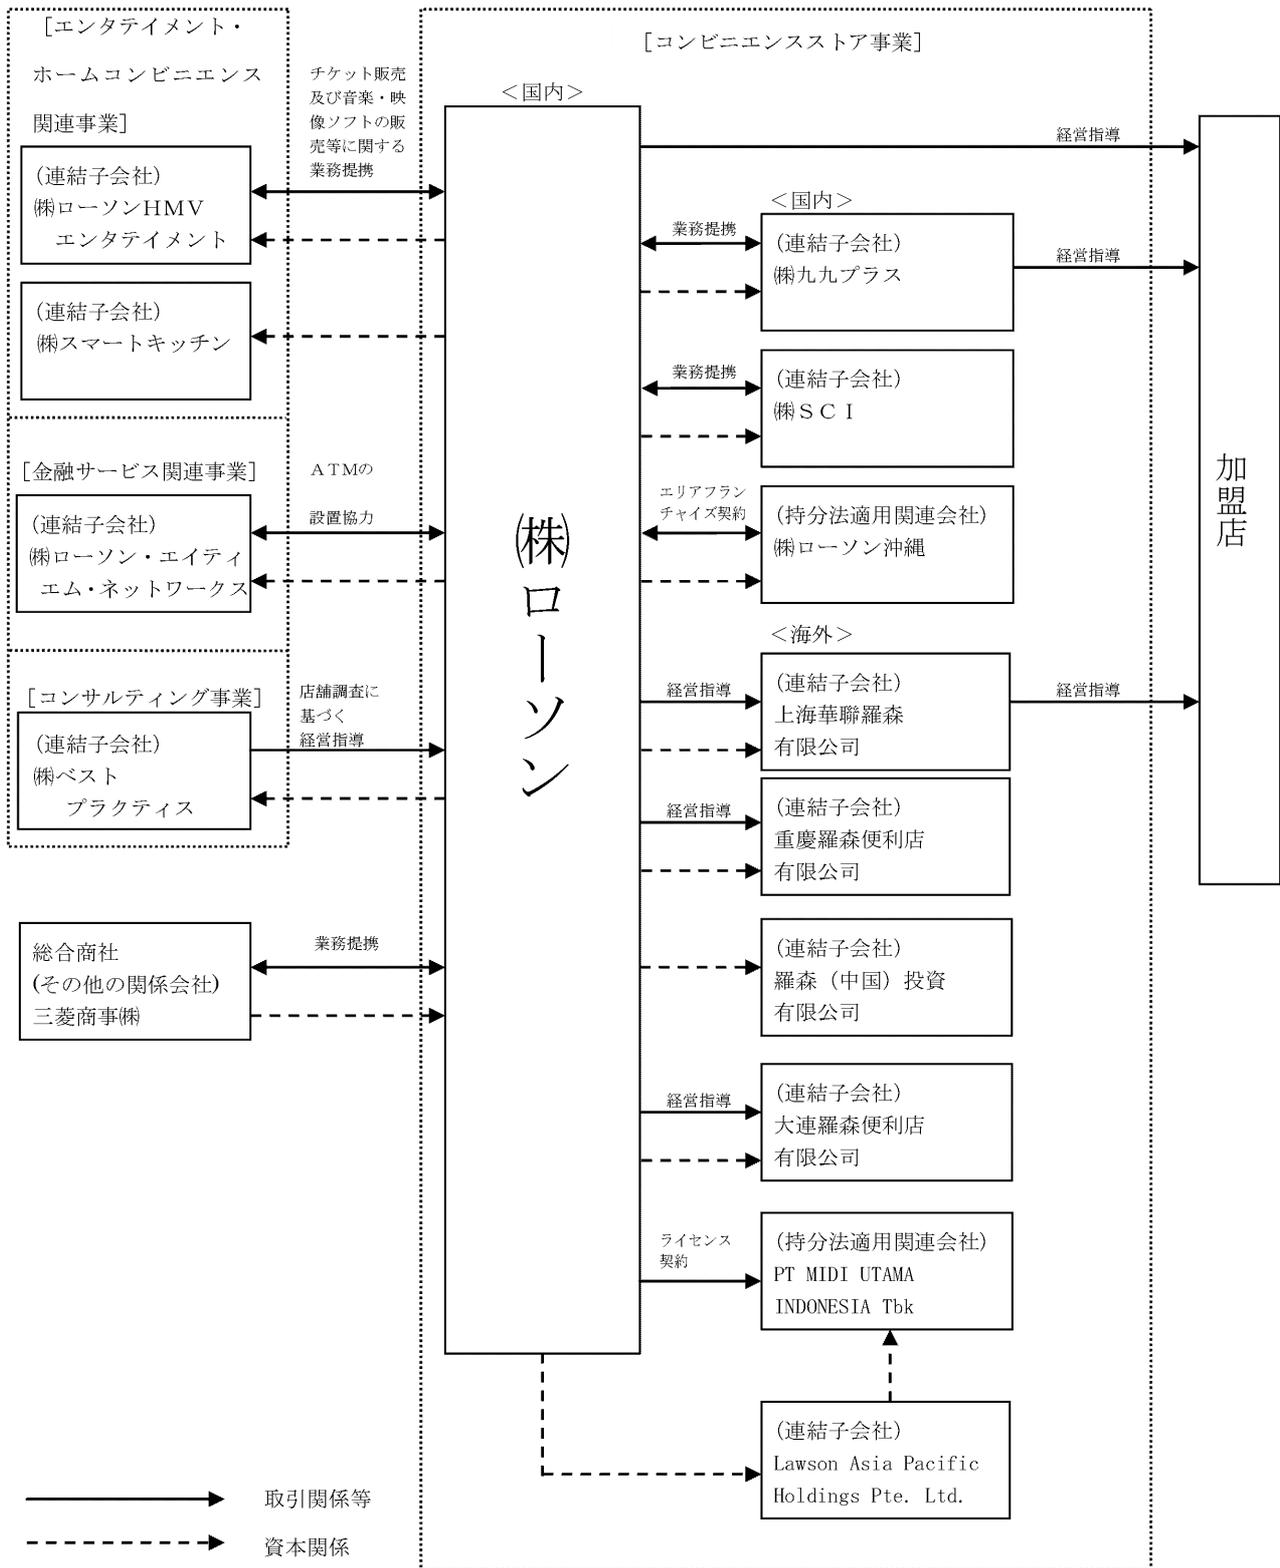 [エンタテイメント・
ホームコンビニエンス
関連事業]
(連結子会社)
㈱ローソンHMV
エンタテイメント
チケット販売
及び音楽・映
像ソフトの販
売等に関する
業務提携
(連結子会社)
㈱スマートキッチン
[金融サービス関連事業]
(連結子会社)
㈱ローソン・エイティ
エム・ネットワークス
ATMの
設置協力
[コンサルティング事業]
(連結子会社)
㈱ベスト
プラクティス
店舗調査に
基づく
経営指導
総合商社
(その他の関係会社)
三菱商事㈱
業務提携
[コンビニエンスストア事業]
<国内>
㈱ローソン
経営指導
<国内>
業務提携
(連結子会社)
㈱九九プラス
経営指導
業務提携
(連結子会社)
㈱SCI
エリアフラン
チャイズ契約
(持分法適用関連会社)
㈱ローソン沖縄
<海外>
経営指導
(連結子会社)
上海華聯羅森
有限公司
経営指導
経営指導
(連結子会社)
重慶羅森便利店
有限公司
(連結子会社)
羅森(中国)投資
有限公司
経営指導
(連結子会社)
大連羅森便利店
有限公司
ライセンス
契約
(持分法適用関連会社)
PT MIDI UTAMA
INDONESIA Tbk
(連結子会社)
Lawson Asia Pacific
Holdings Pte. Ltd.
加盟店
取引関係等
資本関係